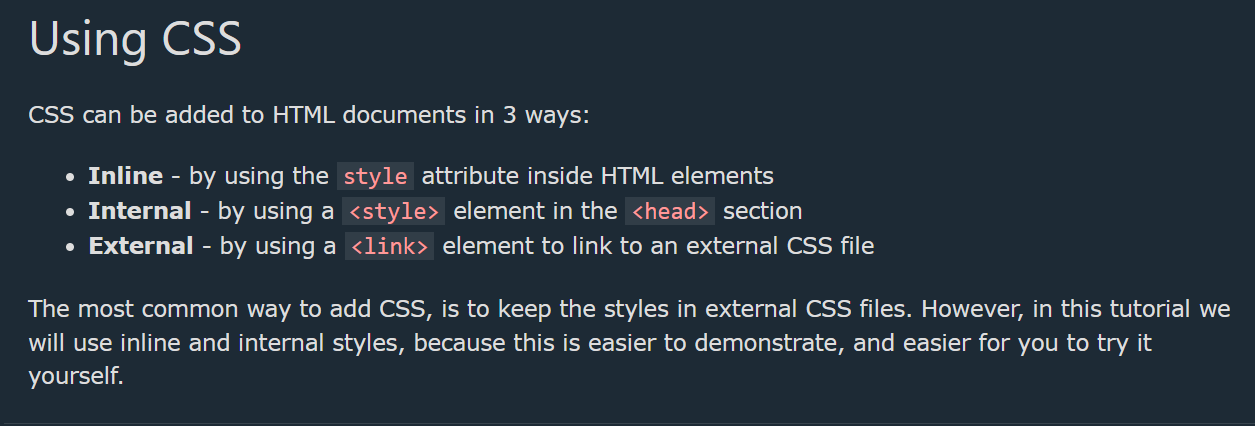 Using CSS
CSS can be added to HTML documents in 3 ways:
• Inline - by using the style attribute inside HTML elements
• Internal - by using a <style> element in the <head> section
• External - by using a <link> element to link to an external CSS file
The most common way to add CSS, is to keep the styles in external CSS files. However, in this tutorial we
will use inline and internal styles, because this is easier to demonstrate, and easier for you to try it
yourself.